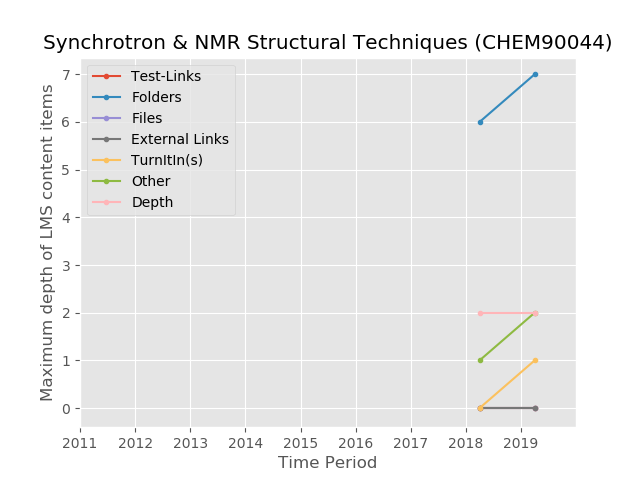 Synchrotron & NMR Structural Techniques (CHEM90044)
Test-Links
Folders
Files
External Links
TurnItIn(s)
Other
Depth
Maximum depth of LMS content items
7
6
5
4
3
2
1
0
2011 2012 2013 2014 2015 2016 2017 2018 2019
Time Period